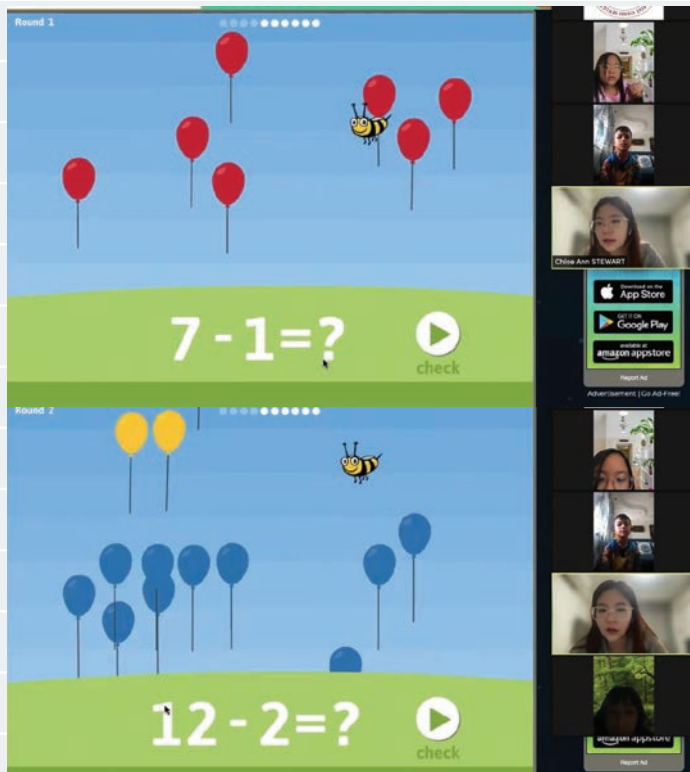 Round 1
Chloe Ann STEWART
Download on the
App Store
GET IT ON
Google Play
available at
amazon appstore
Report Ad
Advertisement | Go Ad-Free!
7 - 1 = ?
check
Round 2
12 - 2 = ?
check
amazon appstore
Report Ad